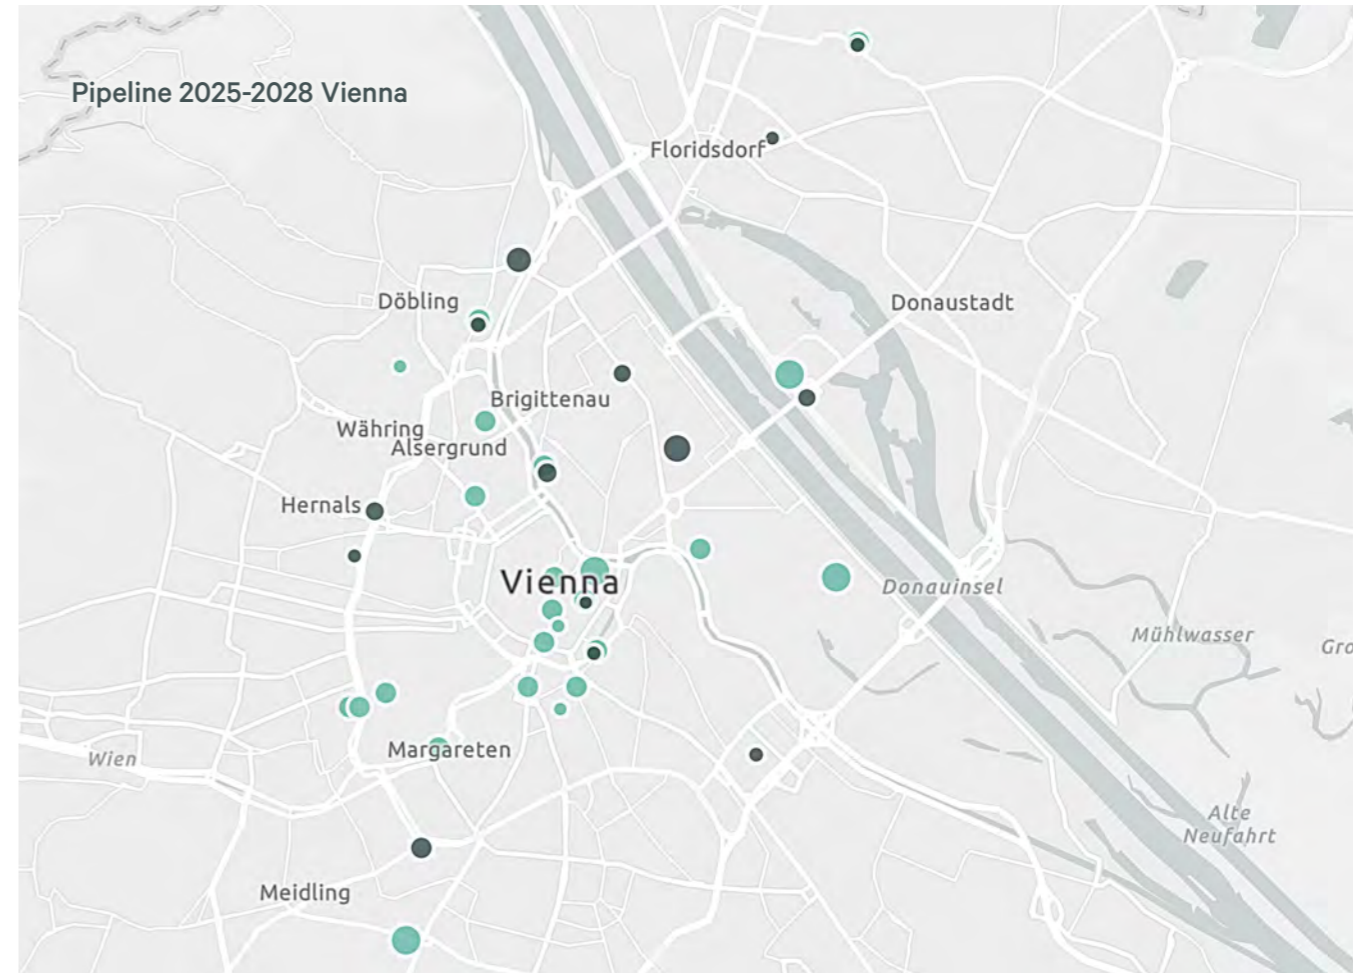 Pipeline 2025-2028 Vienna
Floridsdorf
Döbling
Donaustadt
Brigittenau
Währing
Alsergrund
Hernals
Vienna
Donauinsel
Mühlwasser
Gro
Margareten
Wien
Alte
Neufahrt
Meidling